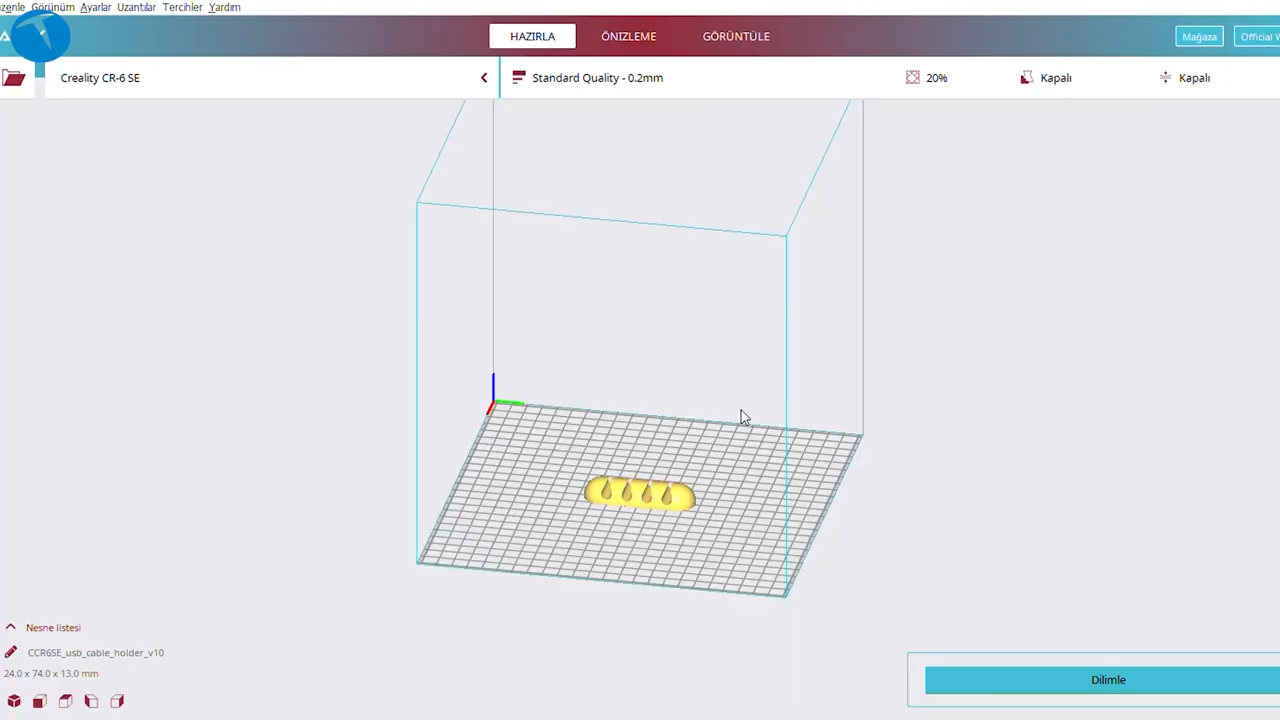 Görünüm Ayarlar Uzantılar Tercihler Yardım
HAZIRLA ÖNİZLEME GÖRÜNTÜLE Mağaza Official
Creality CR-6 SE Standard Quality - 0.2mm 20% Kapalı Kapalı
Nesne listesi
CCR6SE_usb_cable_holder_v10
24.0 x 74.0 x 13.0 mm
Dilimle